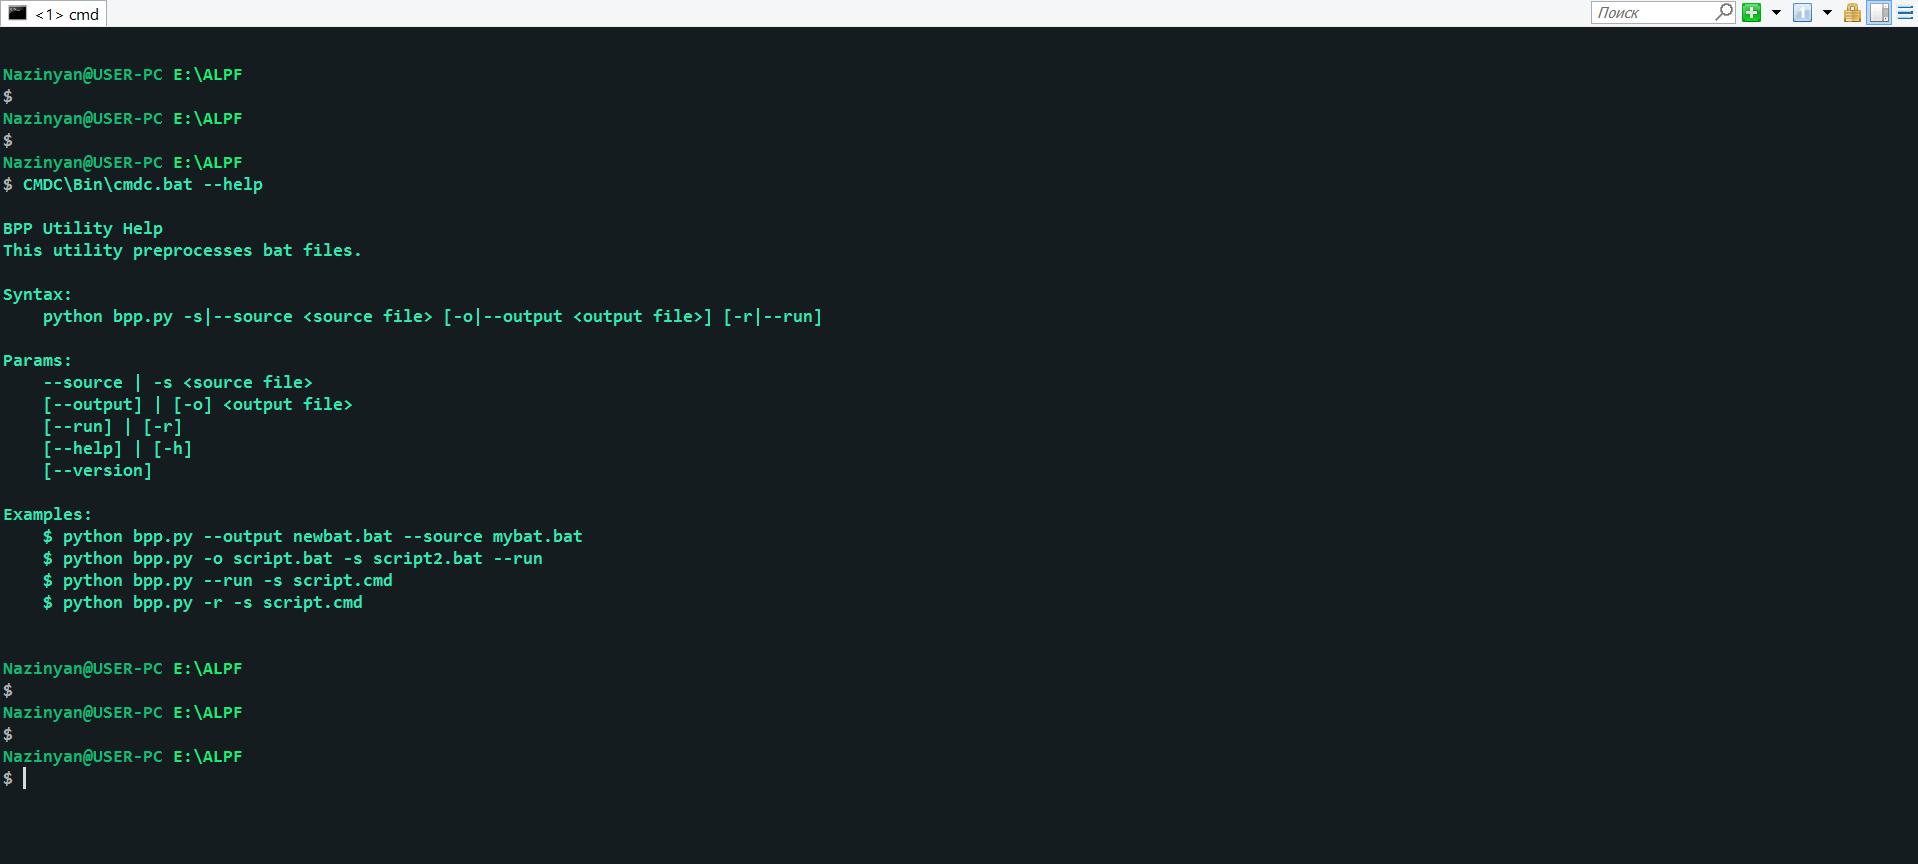 <1> cmd
Поиск
Nazinyan@USER-PC E:\ALPF
$
Nazinyan@USER-PC E:\ALPF
$
Nazinyan@USER-PC E:\ALPF
$ CMDC\Bin\cmdc.bat --help
BPP Utility Help
This utility preprocesses bat files.
Syntax:
python bpp.py -s|--source <source file> [-o|--output <output file>] [-r|--run]
Params:
--source | -s <source file>
[--output] | [-o] <output file>
[--run] | [-r]
[--help] | [-h]
[--version]
Examples:
$ python bpp.py --output newbat.bat --source mybat.bat
$ python bpp.py -o script.bat -s script2.bat --run
$ python bpp.py --run -s script.cmd
$ python bpp.py -r -s script.cmd
Nazinyan@USER-PC E:\ALPF
$
Nazinyan@USER-PC E:\ALPF
$
Nazinyan@USER-PC E:\ALPF
$